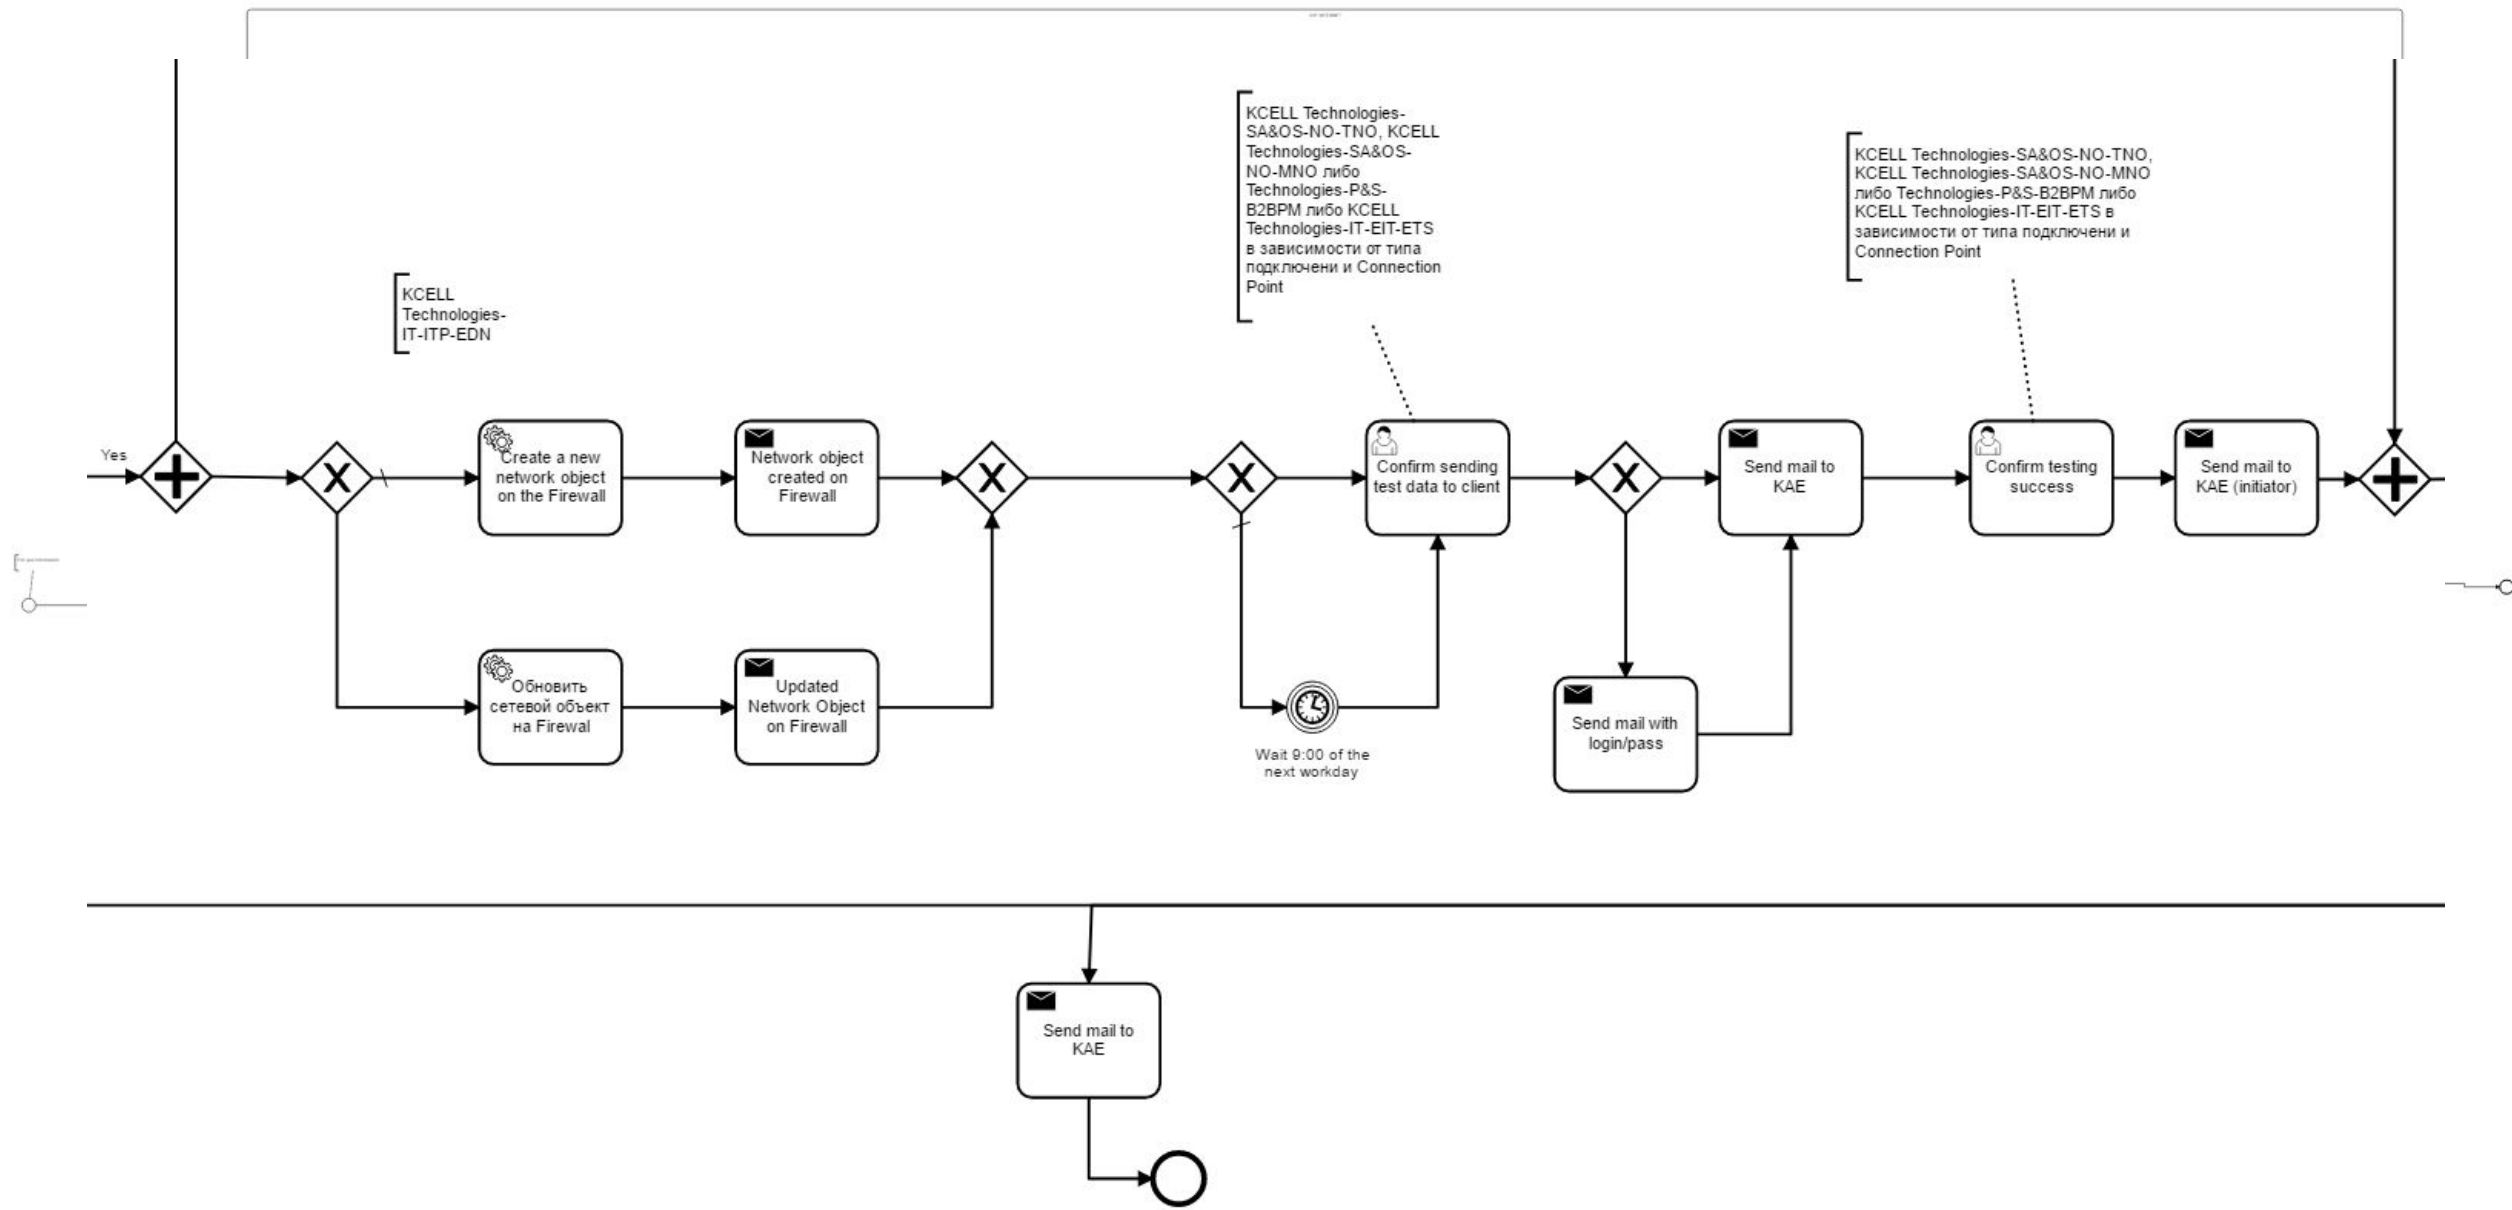 KCELL Technologies-
SA&OS-NO-TNO, KCELL
Technologies-SA&OS-
NO-MNO либо
Technologies-P&S-
B2BPM либо KCELL
Technologies-IT-EIT-ETS
в зависимости от типа
подключени и Connection
Point
KCELL Technologies-SA&OS-NO-TNO,
KCELL Technologies-SA&OS-NO-MNO
либо Technologies-P&S-B2BPM либо
KCELL Technologies-IT-EIT-ETS в
зависимости от типа подключени и
Connection Point
KCELL
Technologies-
IT-ITP-EDN
Yes
Create a new
network object
on the Firewall
Network object
created on
Firewall
Confirm sending
test data to client
Send mail to
KAE
Confirm testing
success
Send mail to
KAE (initiator)
Обновить
сетевой объект
на Firewal
Updated
Network Object
on Firewall
Wait 9:00 of the
next workday
Send mail with
login/pass
Send mail to
KAE